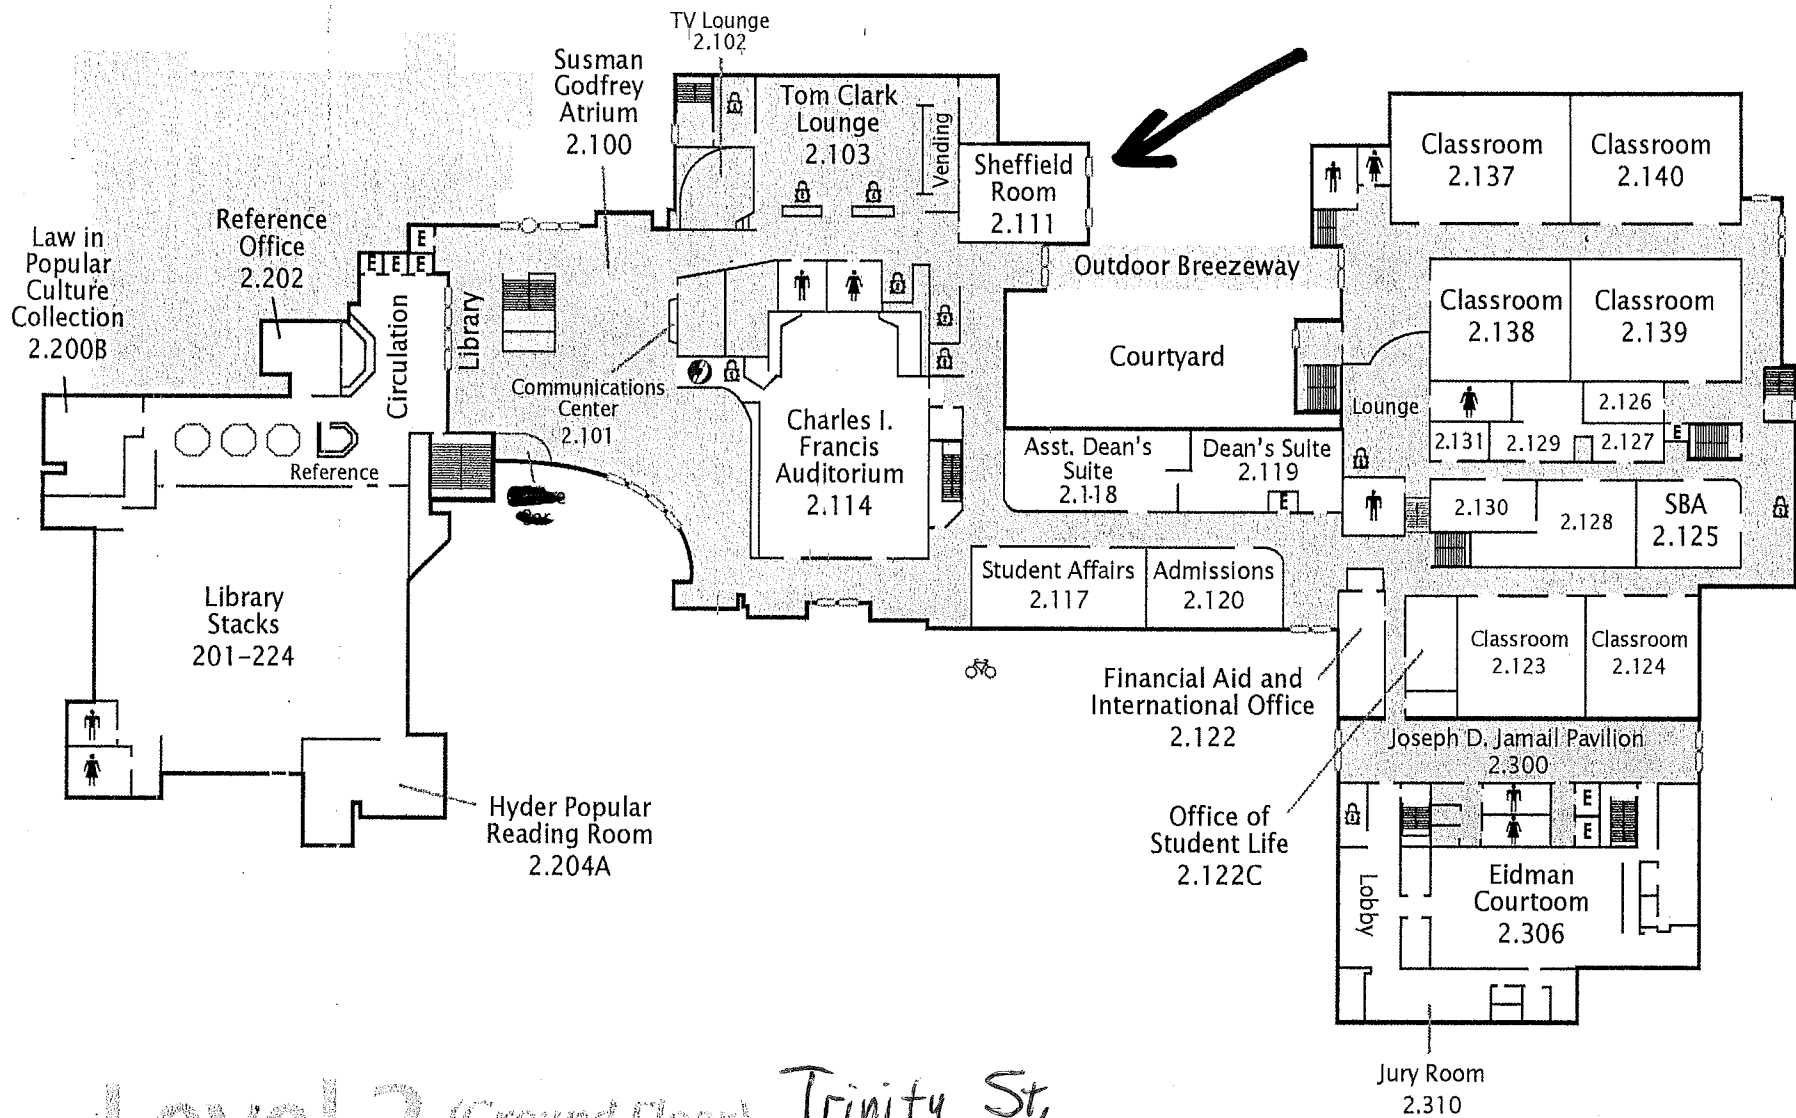 TV Lounge
2.102
Susman
Godfrey
Atrium
2.100
Tom Clark
Lounge
2.103
Vending
Sheffield
Room
2.111
Classroom
2.137
Classroom
2.140
Law in
Popular
Culture
Collection
2.200B
Reference
Office
2.202
E
E E E
Circulation
Library
Outdoor Breezeway
Classroom
2.138
Classroom
2.139
Courtyard
Communications
Center
2.101
Lounge
2.126
2.131
2.129
2.127
E
Reference
Charles I.
Francis
Auditorium
2.114
Asst. Dean's
Suite
2.118
Dean's Suite
2.119
E
2.130
2.128
SBA
2.125
Bar
Student Affairs
2.117
Admissions
2.120
Library
Stacks
201-224
Classroom
2.123
Classroom
2.124
Financial Aid and
International Office
2.122
Joseph D. Jamail Pavilion
2.300
Hyder Popular
Reading Room
2.204A
Office of
Student Life
2.122C
E
E
Lobby
Eidman
Courtoom
2.306
Jury Room
2.310
Level 2 (Ground Floor)
Trinity St.